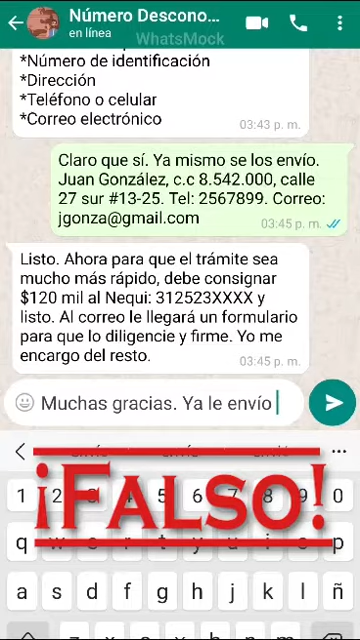 Número Descono...
en línea
WhatsMock
*Número de identificación
*Dirección
*Teléfono o celular
*Correo electrónico
03:43 p. m.
Claro que sí. Ya mismo se los envío.
Juan González, c.c 8.542.000, calle
27 sur #13-25. Tel: 2567899. Correo:
jgonza@gmail.com
03:45 p. m.
Listo. Ahora para que el trámite sea
mucho más rápido, debe consignar
$120 mil al Nequi: 312523XXXX y
listo. Al correo le llegará un formulario
para que lo diligencie y firme. Yo me
encargo del resto.
03:45 p. m.
Muchas gracias. Ya le envío
¡FALSO!
1 2 3 4 5 6 7 8 9 0
q w e r t y u i o p
a s d f g h j k l ñ
z x c v b n m